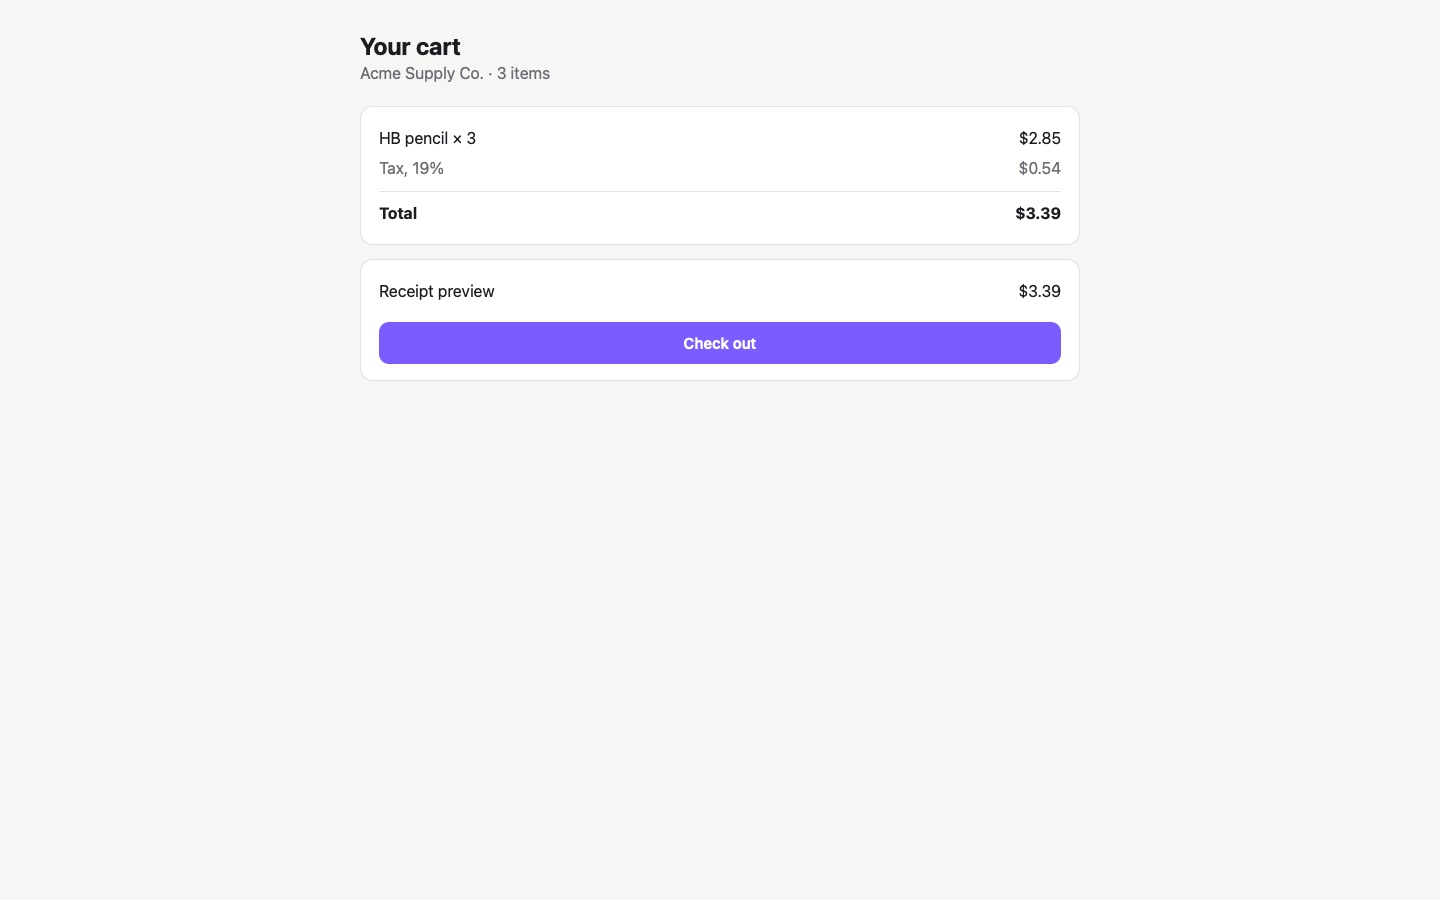 Your cart
Acme Supply Co. · 3 items
HB pencil × 3 $2.85
Tax, 19% $0.54
Total $3.39
Receipt preview $3.39
Check out